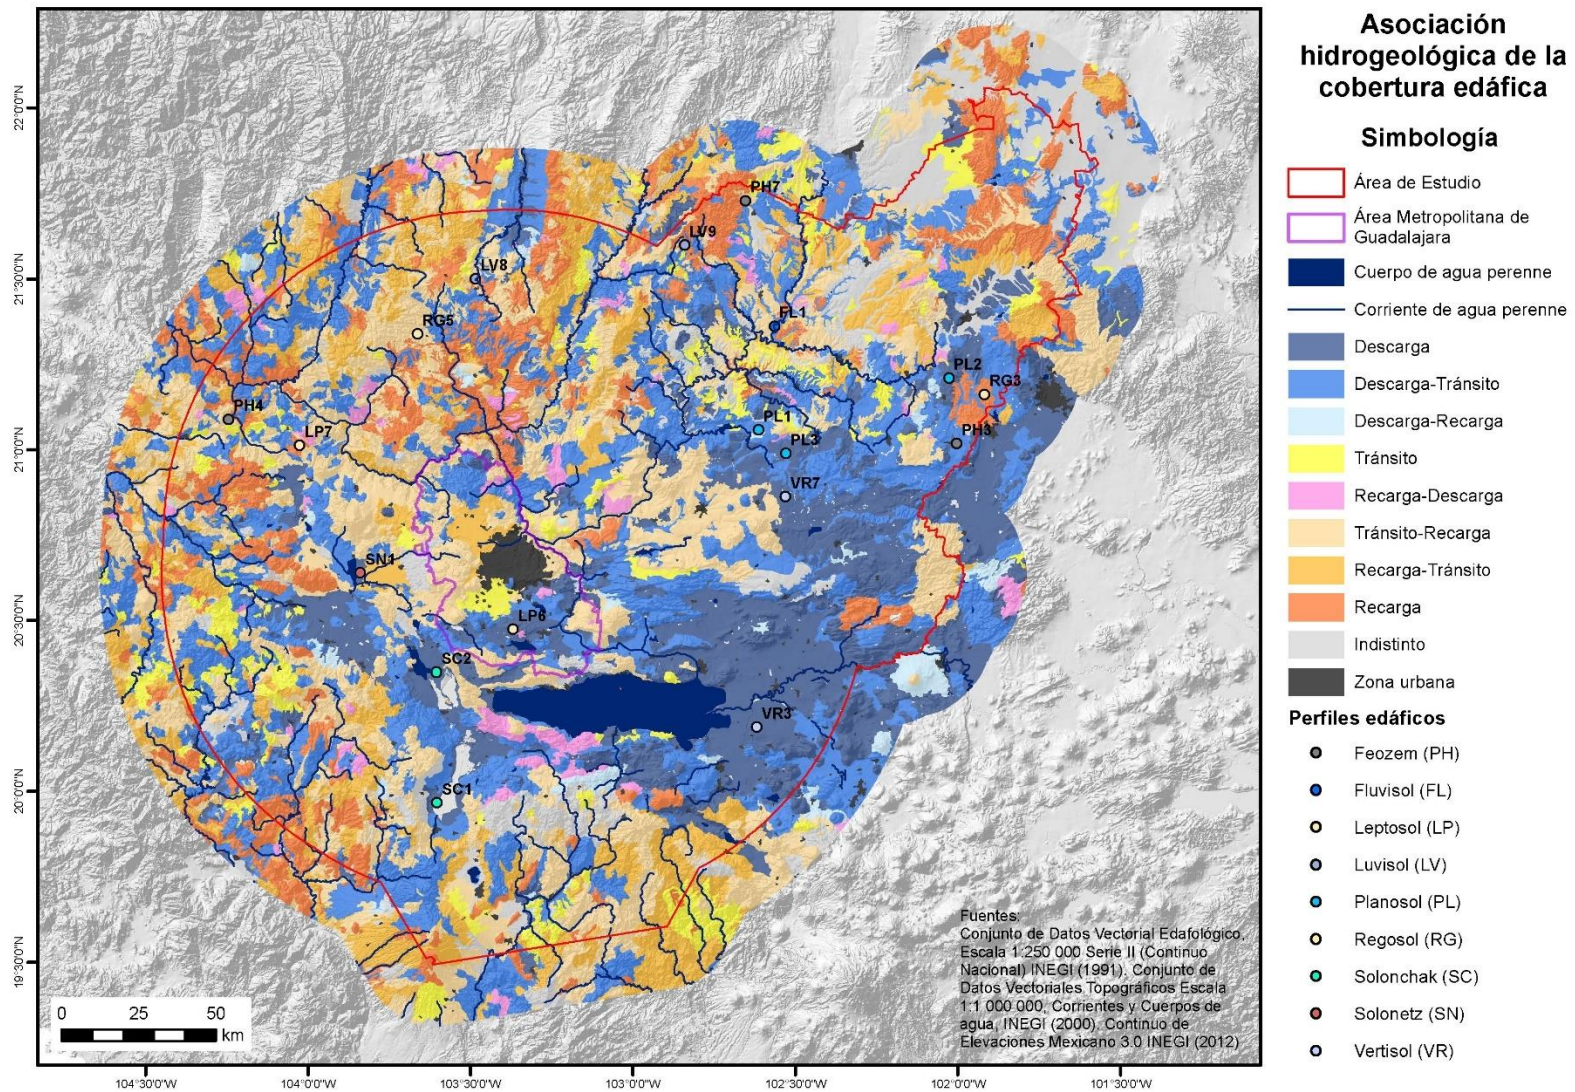 Asociación
hidrogeológica de la
cobertura edáfica
Simbología
Área de Estudio
Área Metropolitana de
Guadalajara
Cuerpo de agua perenne
Corriente de agua perenne
Descarga
Descarga-Tránsito
Descarga-Recarga
Tránsito
Recarga-Descarga
Tránsito-Recarga
Recarga-Tránsito
Recarga
Indistinto
Zona urbana
Perfiles edáficos
Feozem (PH)
Fluvisol (FL)
Leptosol (LP)
Luvisol (LV)
Planosol (PL)
Regosol (RG)
Solonchak (SC)
Solonetz (SN)
Vertisol (VR)
22°0'0"N
21°30'0"N
21°0'0"N
20°30'0"N
20°0'0"N
19°30'0"N
PH7
LV9
LV8
RG5
FL1
PL2
RG3
PH4
LP7
PL1
PL3
PH3
VR7
SN1
LP6
SC2
VR3
SC1
Fuentes:
Conjunto de Datos Vectorial Edafológico,
Escala 1:250 000 Serie II (Continuo
Nacional) INEGI (1991). Conjunto de
Datos Vectoriales Topográficos Escala
1:1 000 000, Corrientes y Cuerpos de
agua, INEGI (2000). Continuo de
Elevaciones Mexicano 3.0 INEGI (2012)
0 25 50
km
104°30'0"W 104°0'0"W 103°30'0"W 103°0'0"W 102°30'0"W 102°0'0"W 101°30'0"W